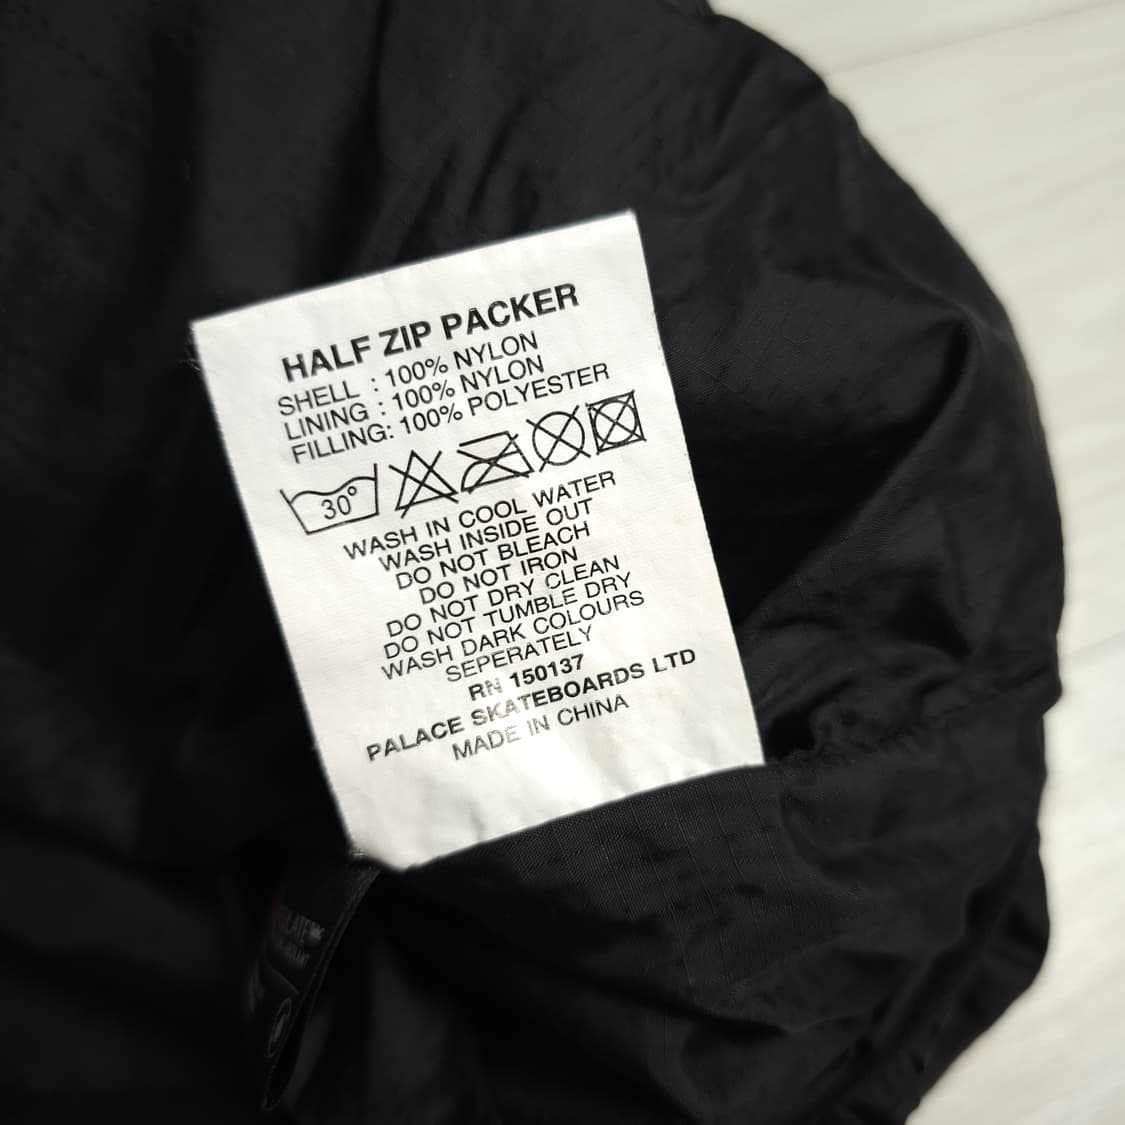 HALF ZIP PACKER
SHELL : 100% NYLON
LINING : 100% NYLON
FILLING: 100% POLYESTER
30°
WASH IN COOL WATER
WASH INSIDE OUT
DO NOT BLEACH
DO NOT IRON
DO NOT DRY CLEAN
DO NOT TUMBLE DRY
WASH DARK COLOURS
SEPERATELY
RN 150137
PALACE SKATEBOARDS LTD
MADE IN CHINA